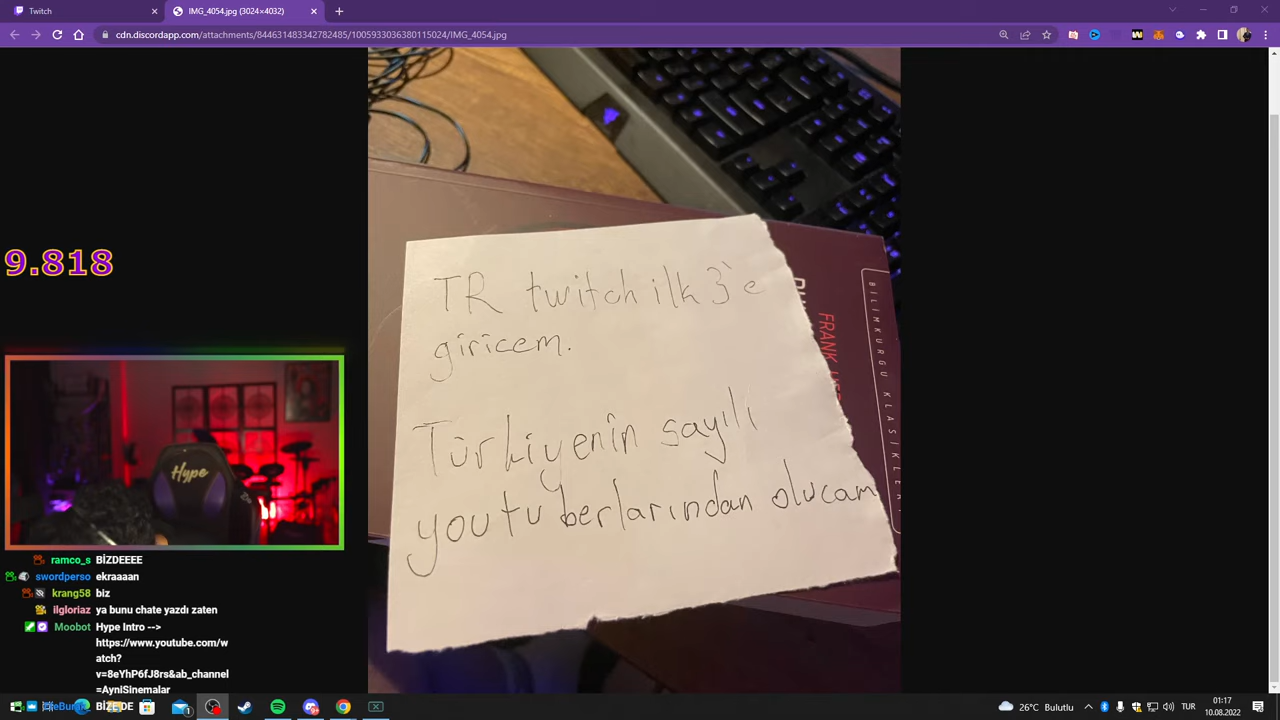 Twitch
IMG_4054.jpg (3024×4032)
cdn.discordapp.com/attachments/844631483342782485/1005933036380115024/IMG_4054.jpg
9.818
TR twitch ilk 3'e
giricem.
Türkiyenin sayılı
youtuberlarından olucam
FRANK
BİLİMKURGU KLASİKLERİ
Hype
ramco_s BİZDEEEE
swordperso ekraaaan
krang58 biz
ilgloriaz ya bunu chate yazdı zaten
Moobot Hype Intro -->
https://www.youtube.com/w
atch?
v=8eYhP6fJ8rs&ab_channel
=AyniSinemalar
BİZDE
26°C Bulutlu
TUR
01:17
10.08.2022